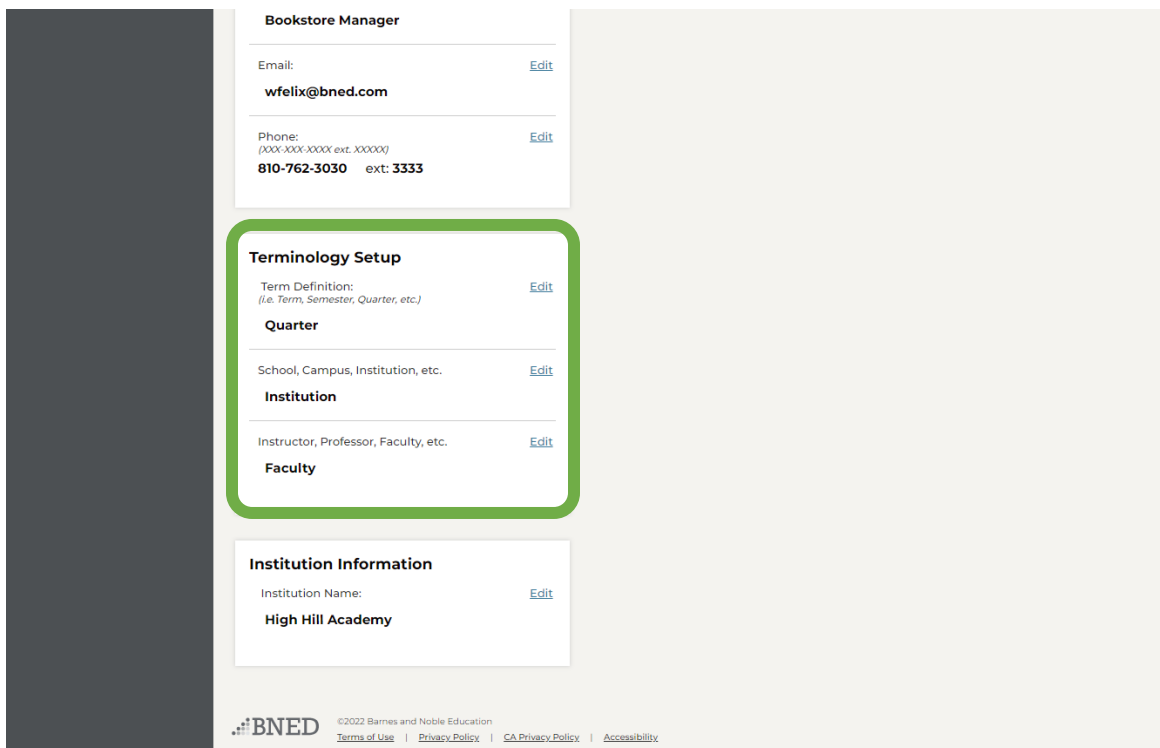 Bookstore Manager
Email: Edit
wfelix@bned.com
Phone: Edit
(XXX-XXX-XXXX ext. XXXXX)
810-762-3030 ext: 3333
Terminology Setup
Term Definition: Edit
(i.e. Term, Semester, Quarter, etc.)
Quarter
School, Campus, Institution, etc. Edit
Institution
Instructor, Professor, Faculty, etc. Edit
Faculty
Institution Information
Institution Name: Edit
High Hill Academy
BNED ©2022 Barnes and Noble Education
Terms of Use | Privacy Policy | CA Privacy Policy | Accessibility